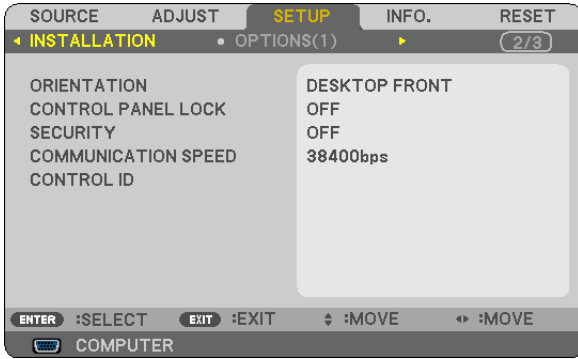 SOURCE ADJUST SETUP INFO. RESET
INSTALLATION • OPTIONS(1) 2/3
ORIENTATION DESKTOP FRONT
CONTROL PANEL LOCK OFF
SECURITY OFF
COMMUNICATION SPEED 38400bps
CONTROL ID
ENTER :SELECT EXIT :EXIT :MOVE :MOVE
COMPUTER